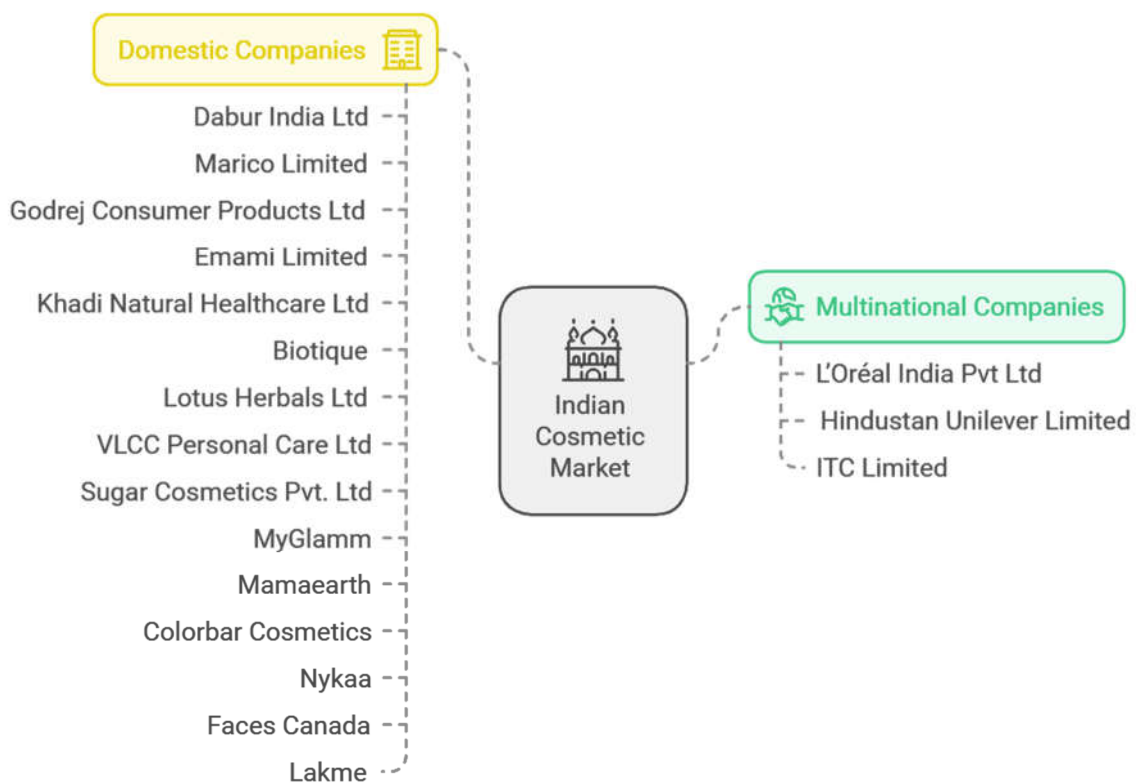 Domestic Companies
Dabur India Ltd
Marico Limited
Godrej Consumer Products Ltd
Emami Limited
Khadi Natural Healthcare Ltd
Biotique
Lotus Herbals Ltd
VLCC Personal Care Ltd
Sugar Cosmetics Pvt. Ltd
MyGlamm
Mamaearth
Colorbar Cosmetics
Nykaa
Faces Canada
Lakme
Indian
Cosmetic
Market
Multinational Companies
L’Oréal India Pvt Ltd
Hindustan Unilever Limited
ITC Limited